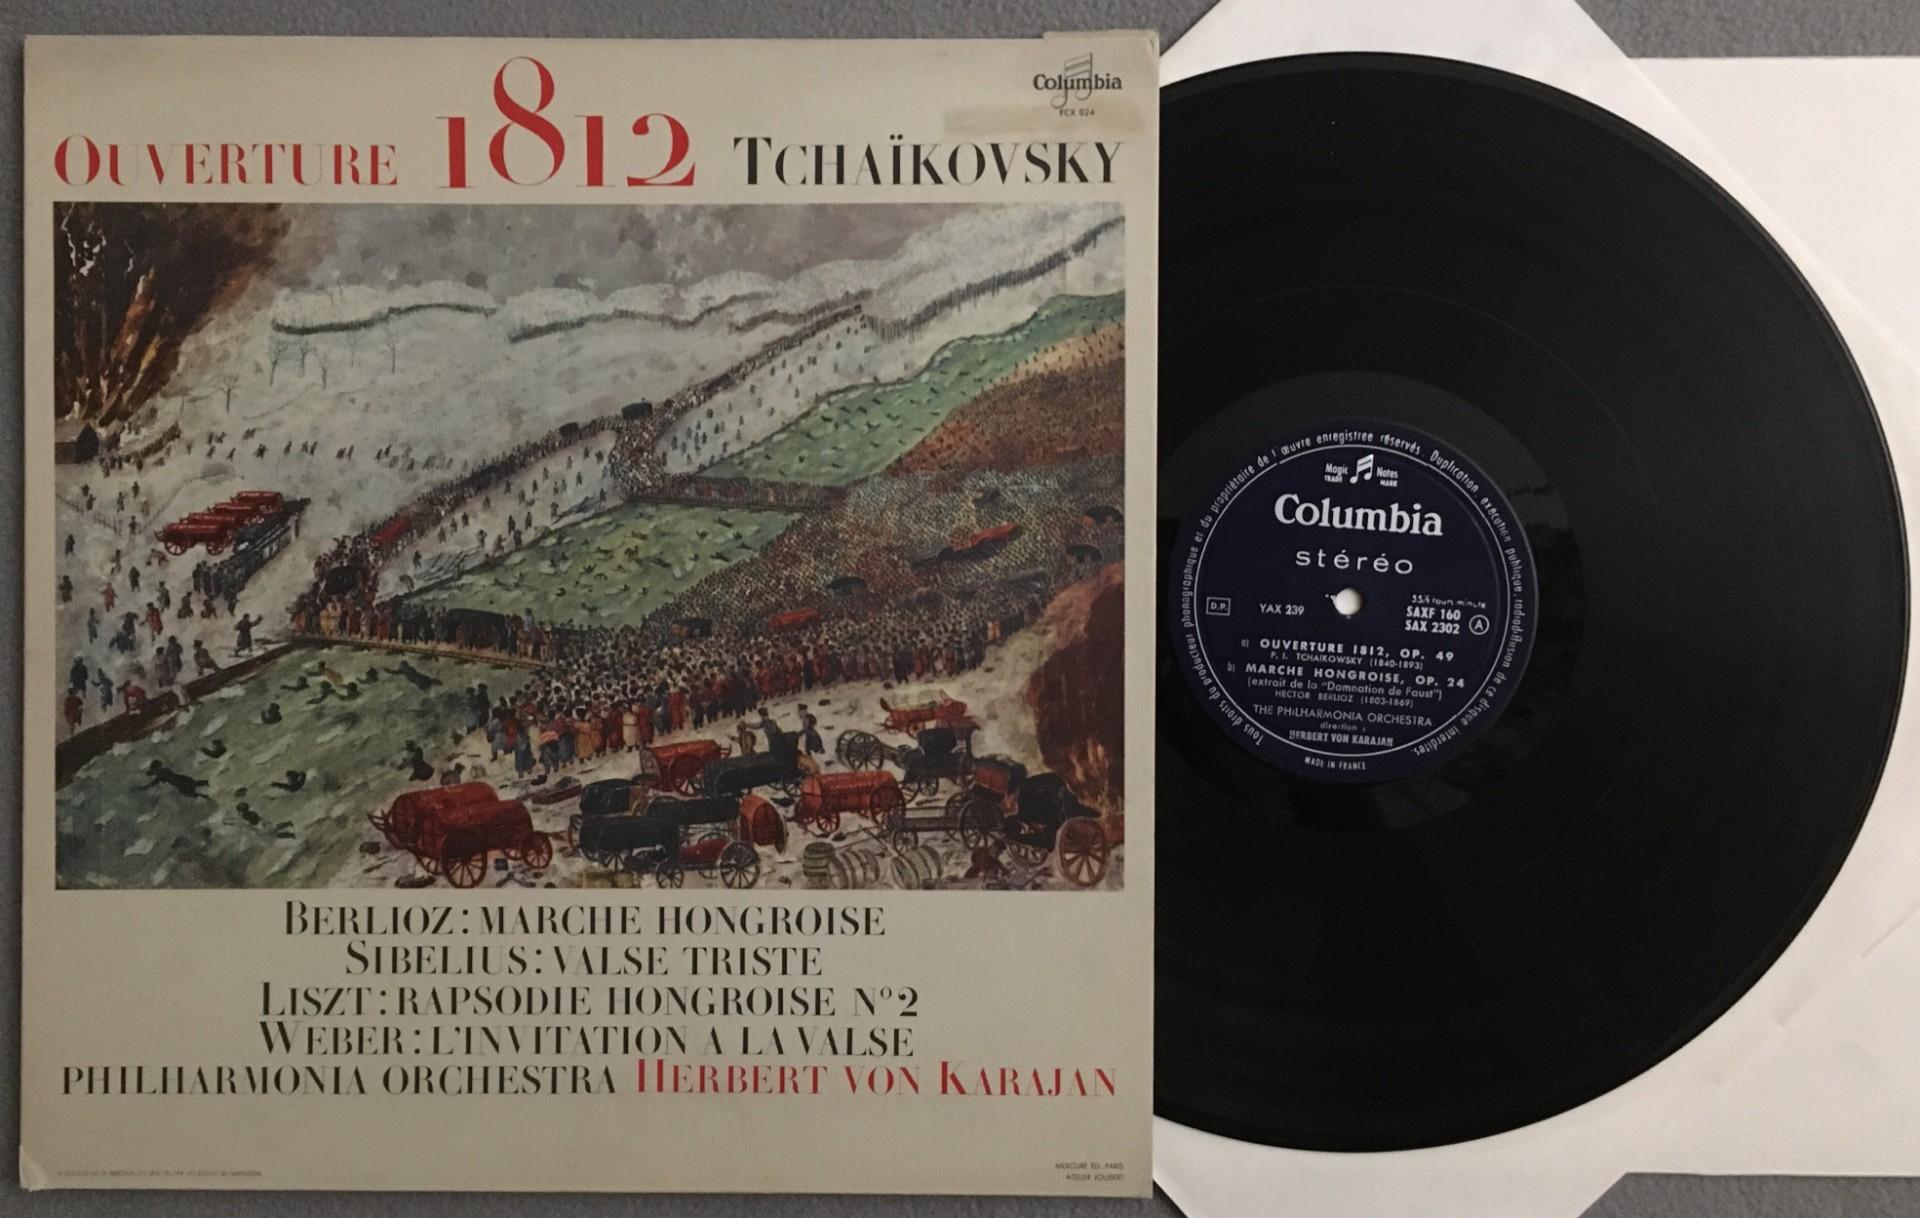 Columbia
FCX 824
OUVERTURE 1812 TCHAÏKOVSKY
BERLIOZ: MARCHE HONGROISE
SIBELIUS: VALSE TRISTE
LISZT: RAPSODIE HONGROISE Nº2
WEBER: L'INVITATION A LA VALSE
PHILHARMONIA ORCHESTRA HERBERT VON KARAJAN
MERCURE ED. PARIS
ATELIER JOUBERT
Tous droits du producteur phonographique et du propriétaire de l'œuvre enregistrée réservés. Duplication, exécution publique, radiodiffusion de ce disque interdites.
Magic Notes
TRADE MARK
Columbia
stéréo
D.P. YAX 239
tours minute
SAXF 160
SAX 2302 A
a) OUVERTURE 1812, OP. 49
P. I. TCHAIKOWSKY (1840-1893)
b) MARCHE HONGROISE, OP. 24
(extrait de la "Damnation de Faust")
HECTOR BERLIOZ (1803-1869)
THE PHILHARMONIA ORCHESTRA
direction :
HERBERT VON KARAJAN
MADE IN FRANCE